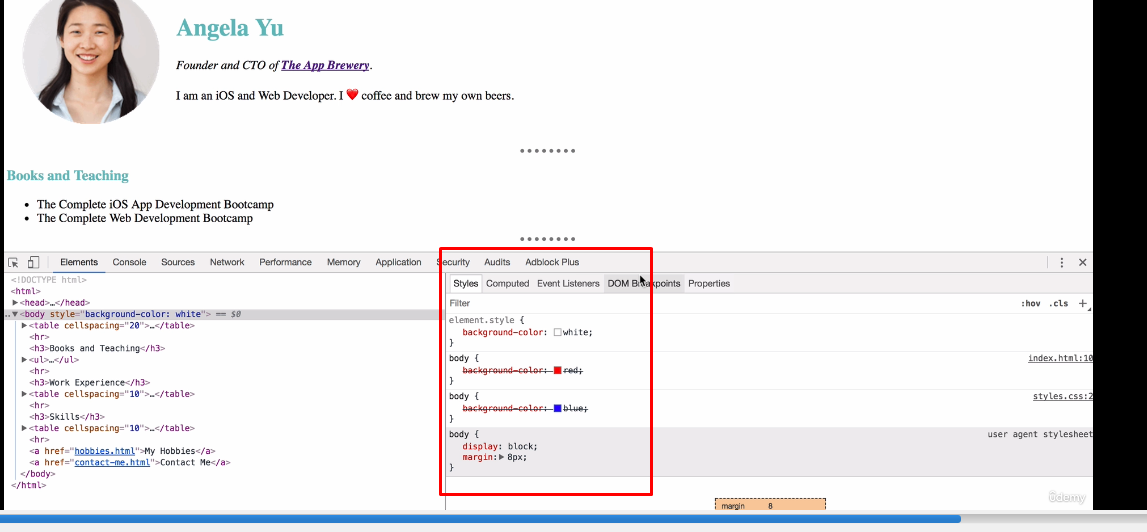 Angela Yu
Founder and CTO of The App Brewery.
I am an iOS and Web Developer. I ❤️ coffee and brew my own beers.
Books and Teaching
• The Complete iOS App Development Bootcamp
• The Complete Web Development Bootcamp
Elements Console Sources Network Performance Memory Application Security Audits Adblock Plus
<!DOCTYPE html>
<html>
▶<head>…</head>
..▼<body style="background-color: white"> == $0
▶<table cellspacing="20">…</table>
<hr>
<h3>Books and Teaching</h3>
▶<ul>…</ul>
<hr>
<h3>Work Experience</h3>
▶<table cellspacing="10">…</table>
<hr>
<h3>Skills</h3>
▶<table cellspacing="10">…</table>
<hr>
<a href="hobbies.html">My Hobbies</a>
<a href="contact-me.html">Contact Me</a>
</body>
</html>
Styles Computed Event Listeners DOM Breakpoints Properties
Filter :hov .cls +
element.style {
background-color: white;
}
body { index.html:10
background-color: red;
}
body { styles.css:2
background-color: blue;
}
body { user agent stylesheet
display: block;
margin:▶ 8px;
}
margin 8
ûdemy